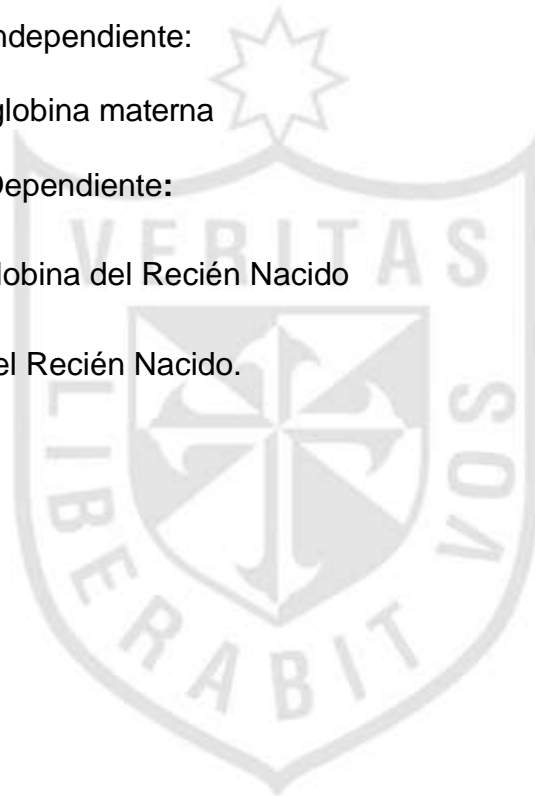 ndependiente:
globina materna
Dependiente:
lobina del Recién Nacido
el Recién Nacido.
VERITAS
LIBERABIT VOS